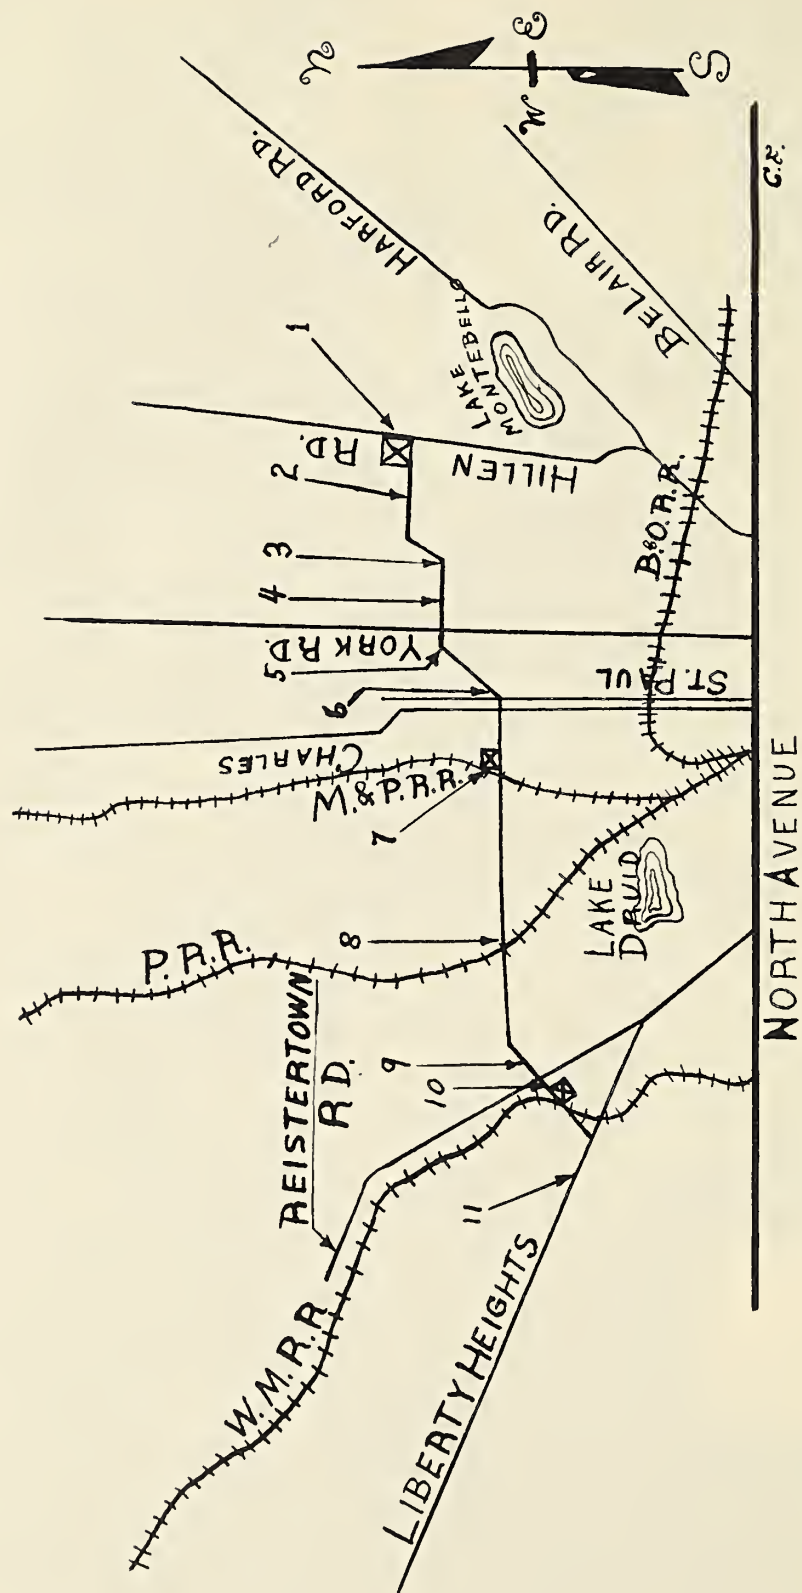 N
W E
S
HARFORD RD.
BELAIR RD.
LAKE
MONTEBELLO
1
HILLEN
RD.
2
3
4
YORK RD.
5
B.&O.R.R.
ST. PAUL
6
CHARLES
M.&P.R.R.
7
P.R.R.
8
LAKE
DRUID
REISTERTOWN
RD.
9
10
11
W.M.R.R
LIBERTY HEIGHTS
NORTH AVENUE
C.E.